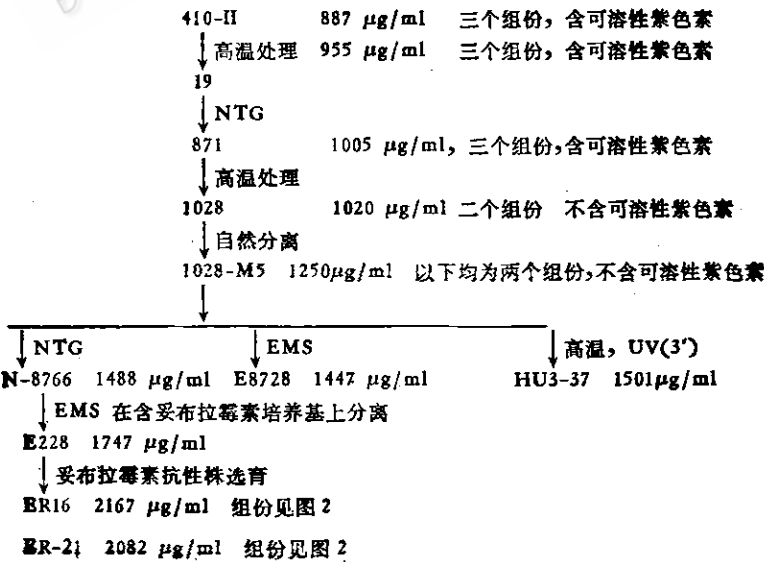 410-II 887 μg/ml 三个组份，含可溶性紫色素
高温处理 955 μg/ml 三个组份，含可溶性紫色素
19
NTG
871 1005 μg/ml，三个组份，含可溶性紫色素
高温处理
1028 1020 μg/ml 二个组份 不含可溶性紫色素
自然分离
1028-M5 1250μg/ml 以下均为两个组份，不含可溶性紫色素
NTG EMS 高温，UV(3′)
N-8766 1488 μg/ml E8728 1447 μg/ml HU3-37 1501μg/ml
EMS 在含妥布拉霉素培养基上分离
E228 1747 μg/ml
妥布拉霉素抗性株选育
ER16 2167 μg/ml 组份见图 2
ER-21 2082 μg/ml 组份见图 2